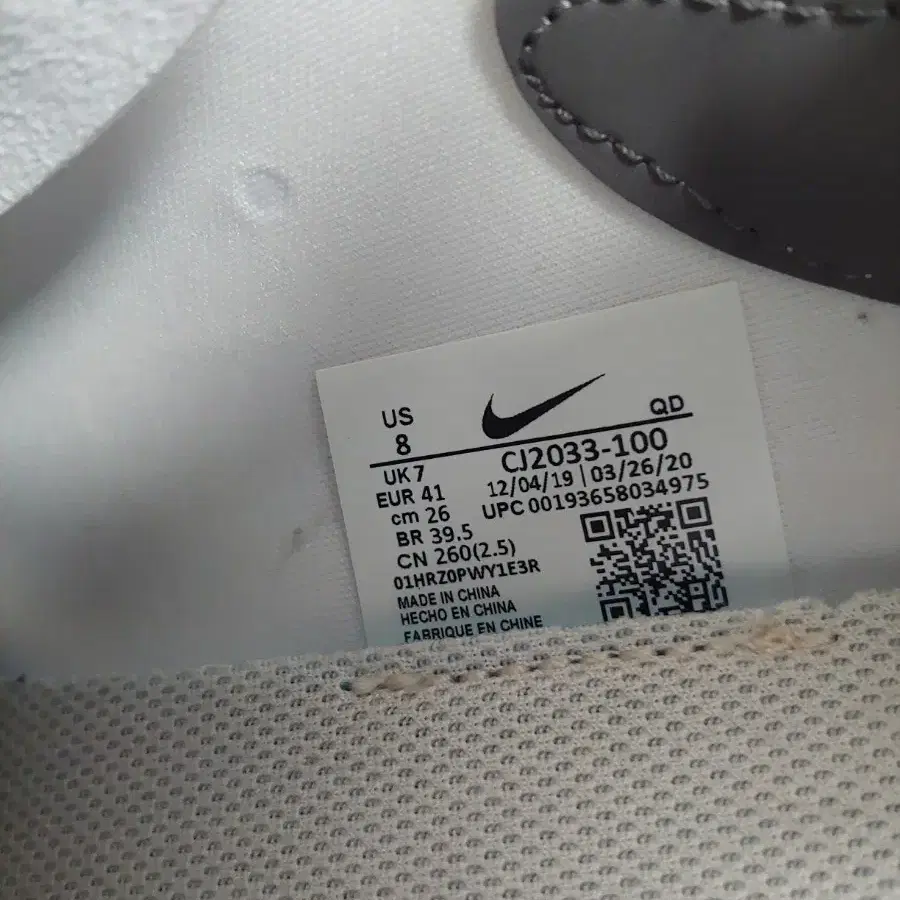 US
8
QD
UK 7
CJ2033-100
EUR 41
12/04/19 | 03/26/20
cm 26
UPC 00193658034975
BR 39.5
CN 260(2.5)
01HRZ0PWY1E3R
MADE IN CHINA
HECHO EN CHINA
FABRIQUE EN CHINE